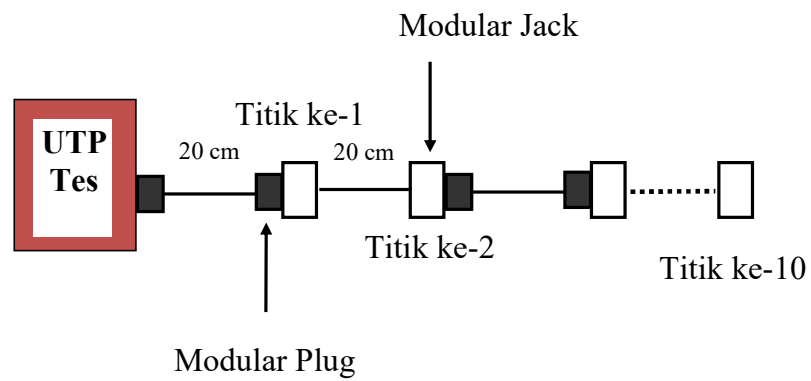 Modular Jack
Titik ke-1
UTP
Tes
20 cm
20 cm
Titik ke-2
Titik ke-10
Modular Plug